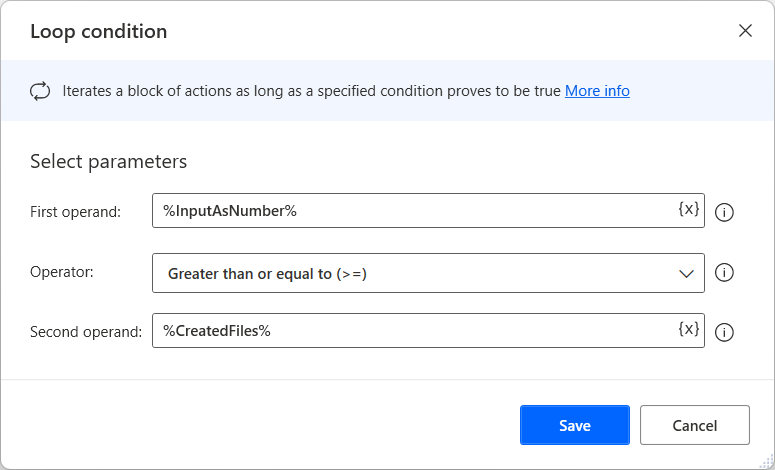 Loop condition
Iterates a block of actions as long as a specified condition proves to be true More info
Select parameters
First operand: %InputAsNumber% {x}
Operator: Greater than or equal to (>=)
Second operand: %CreatedFiles% {x}
Save Cancel